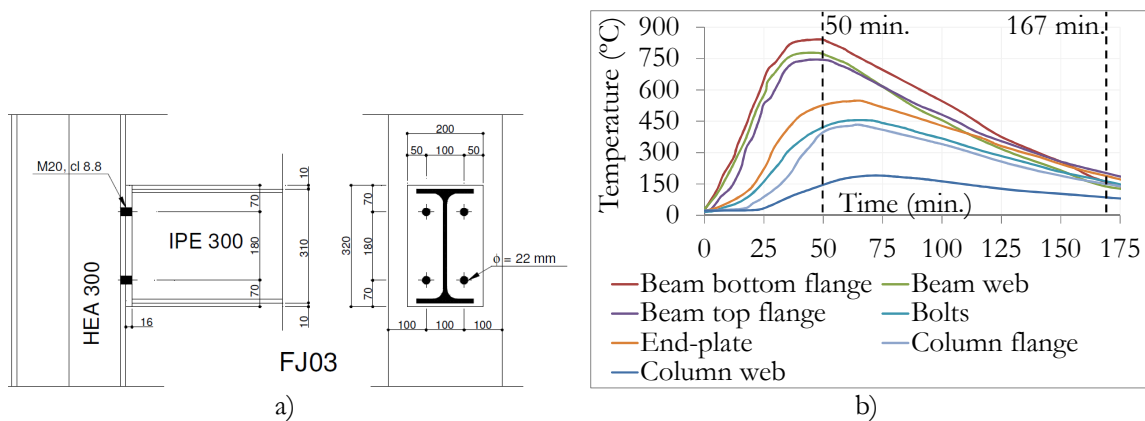 M20, cl 8.8
HEA 300
IPE 300
16
70
180
70
10
310
10
FJ03
200
50 100 50
320
70
180
70
φ = 22 mm
100 100 100
a)
Temperature (ºC)
900
750
600
450
300
150
0
50 min.
167 min.
Time (min.)
0 25 50 75 100 125 150 175
Beam bottom flange
Beam web
Beam top flange
Bolts
End-plate
Column flange
Column web
b)